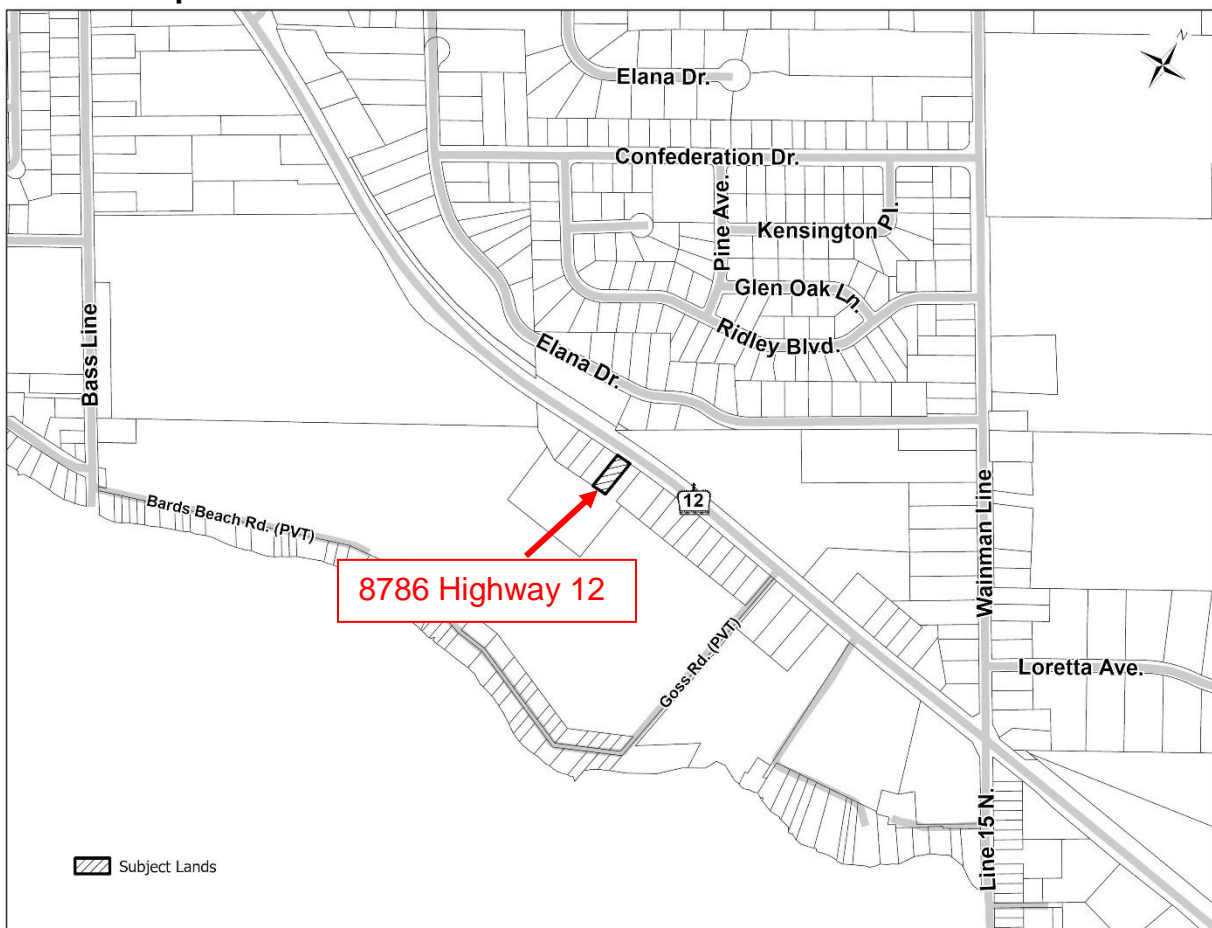 N
Elana Dr.
Confederation Dr.
Pine Ave.
Kensington Pl.
Glen Oak Ln.
Ridley Blvd.
Elana Dr.
Bass Line
12
Bards Beach Rd. (PVT)
8786 Highway 12
Goss Rd. (PVT)
Wainman Line
Loretta Ave.
Line 15 N.
Subject Lands